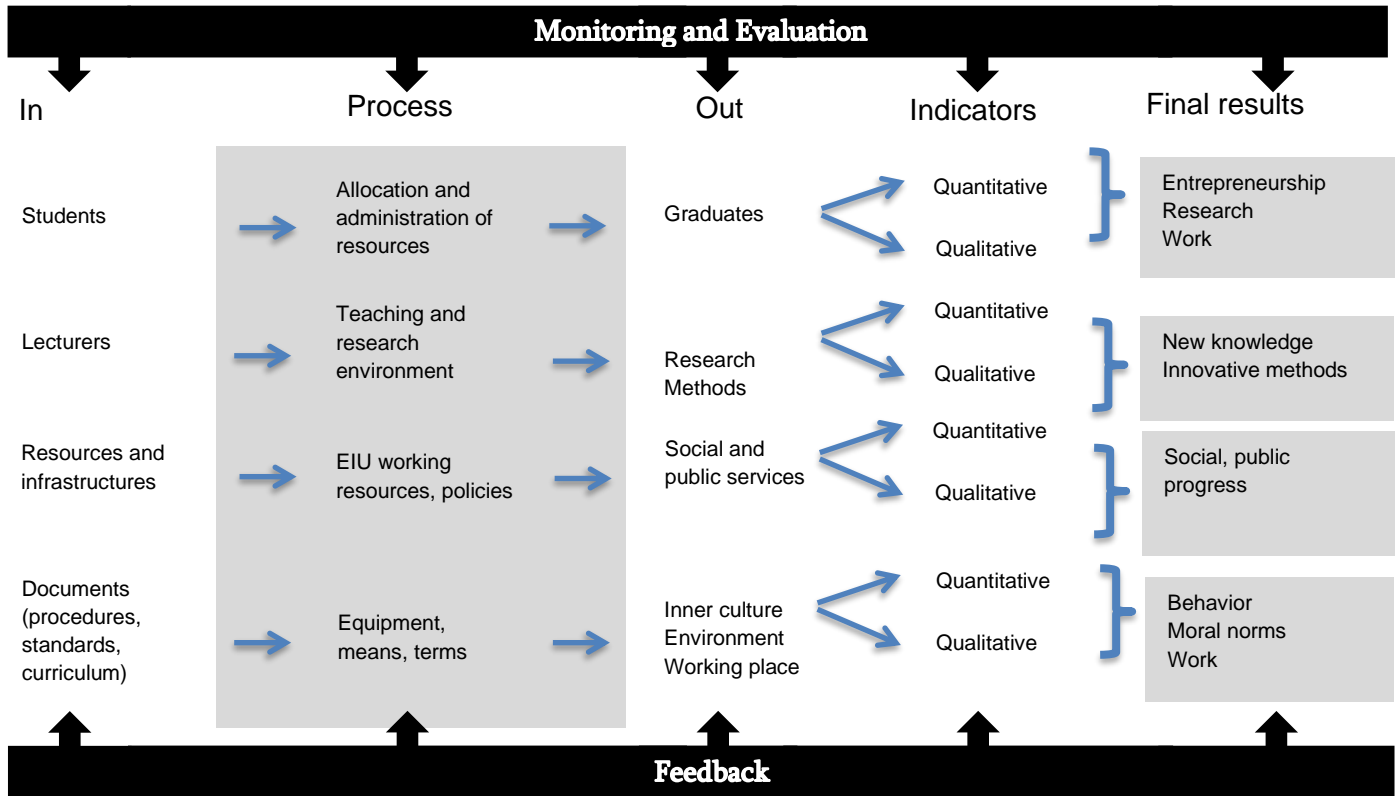 Monitoring and Evaluation
In
Process
Out
Indicators
Final results
Students
Allocation and
administration of
resources
Graduates
Quantitative
Qualitative
Entrepreneurship
Research
Work
Lecturers
Teaching and
research
environment
Research
Methods
Quantitative
Qualitative
New knowledge
Innovative methods
Resources and
infrastructures
EIU working
resources, policies
Social and
public services
Quantitative
Qualitative
Social, public
progress
Documents
(procedures,
standards,
curriculum)
Equipment,
means, terms
Inner culture
Environment
Working place
Quantitative
Qualitative
Behavior
Moral norms
Work
Feedback